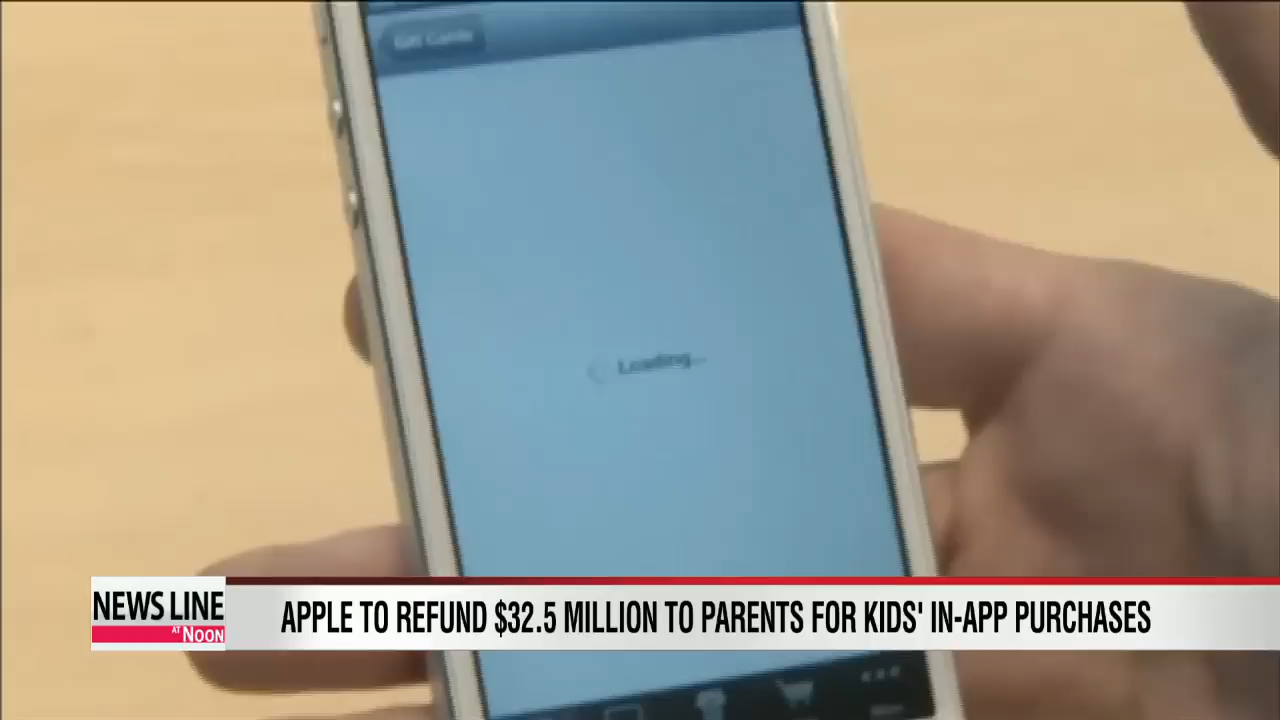 Loading...
NEWS LINE
AT NOON
APPLE TO REFUND $32.5 MILLION TO PARENTS FOR KIDS' IN-APP PURCHASES